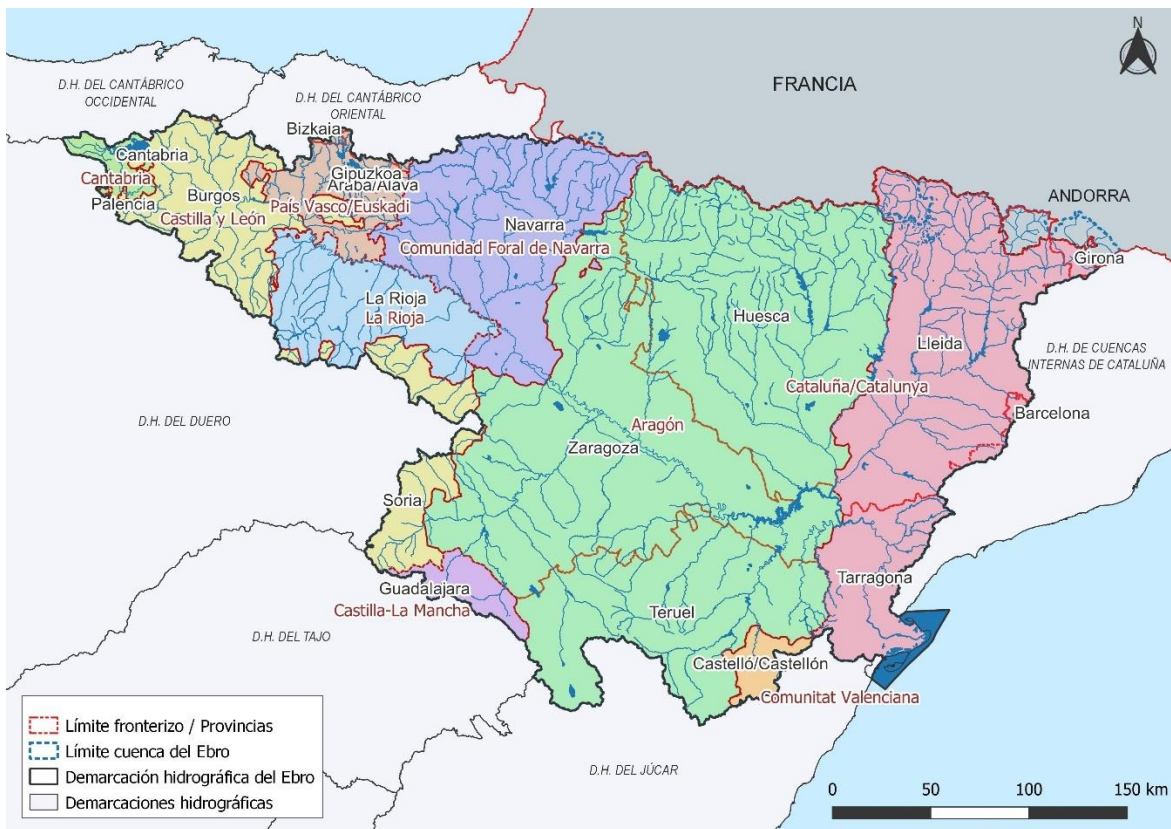 N
D.H. DEL CANTÁBRICO
OCCIDENTAL
D.H. DEL CANTÁBRICO
ORIENTAL
FRANCIA
Bizkaia
Cantabria
Cantabria
Palencia
Burgos
Castilla y León
Gipuzkoa
Araba/Álava
País Vasco/Euskadi
Navarra
Comunidad Foral de Navarra
ANDORRA
Girona
La Rioja
La Rioja
Huesca
Lleida
D.H. DE CUENCAS
INTERNAS DE CATALUÑA
Cataluña/Catalunya
Barcelona
D.H. DEL DUERO
Aragón
Zaragoza
Soria
Guadalajara
Castilla-La Mancha
Tarragona
Teruel
D.H. DEL TAJO
Castelló/Castellón
Comunitat Valenciana
D.H. DEL JÚCAR
Límite fronterizo / Provincias
Límite cuenca del Ebro
Demarcación hidrográfica del Ebro
Demarcaciones hidrográficas
0 50 100 150 km